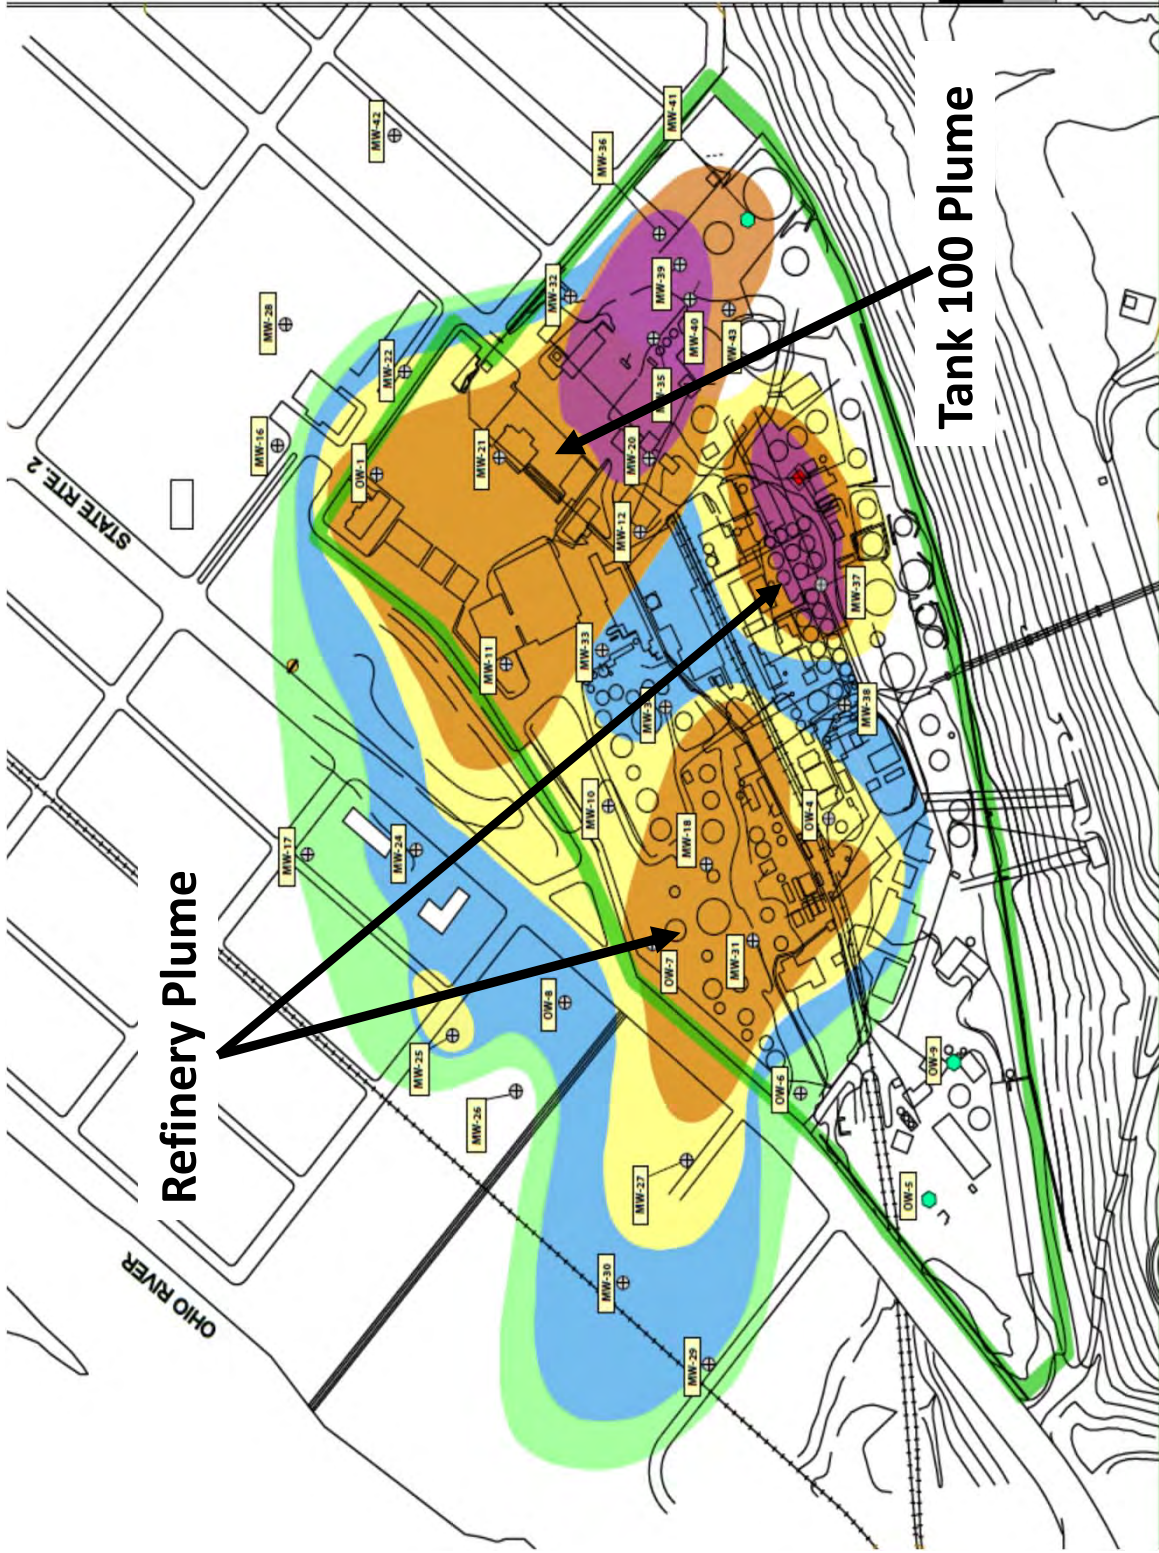 Refinery Plume
Tank 100 Plume
STATE RTE. 2
OHIO RIVER
MW-42
MW-41
MW-36
MW-28
MW-32
MW-39
MW-22
MW-40
MW-43
MW-16
OW-1
MW-21
MW-20
MW-35
MW-12
MW-37
MW-11
MW-33
MW-38
MW-10
MW-18
OW-4
MW-17
MW-24
OW-7
MW-31
OW-8
MW-25
MW-26
OW-6
OW-9
MW-27
OW-5
MW-30
MW-29